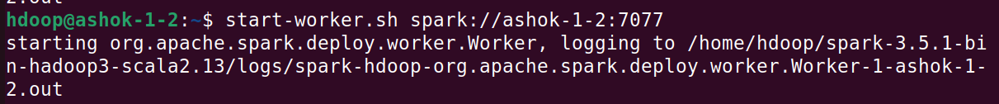 2.out
hdoop@ashok-1-2:~$ start-worker.sh spark://ashok-1-2:7077
starting org.apache.spark.deploy.worker.Worker, logging to /home/hdoop/spark-3.5.1-bi
n-hadoop3-scala2.13/logs/spark-hdoop-org.apache.spark.deploy.worker.Worker-1-ashok-1-
2.out